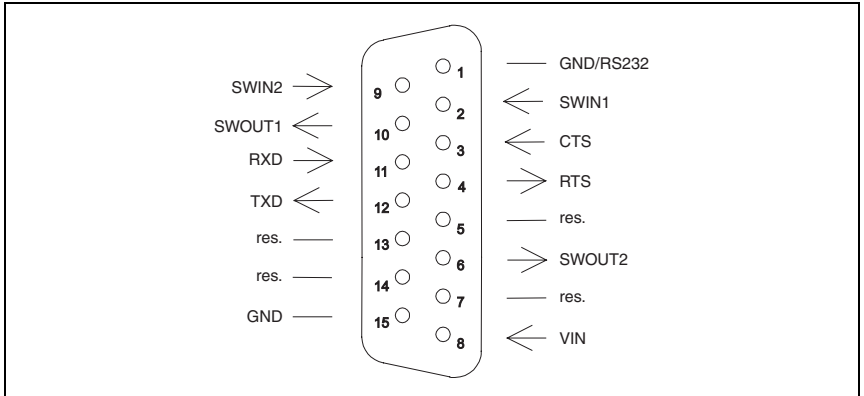 GND/RS232
SWIN1
CTS
RTS
res.
SWOUT2
res.
VIN
1
2
3
4
5
6
7
8
SWIN2
SWOUT1
RXD
TXD
res.
res.
GND
9
10
11
12
13
14
15